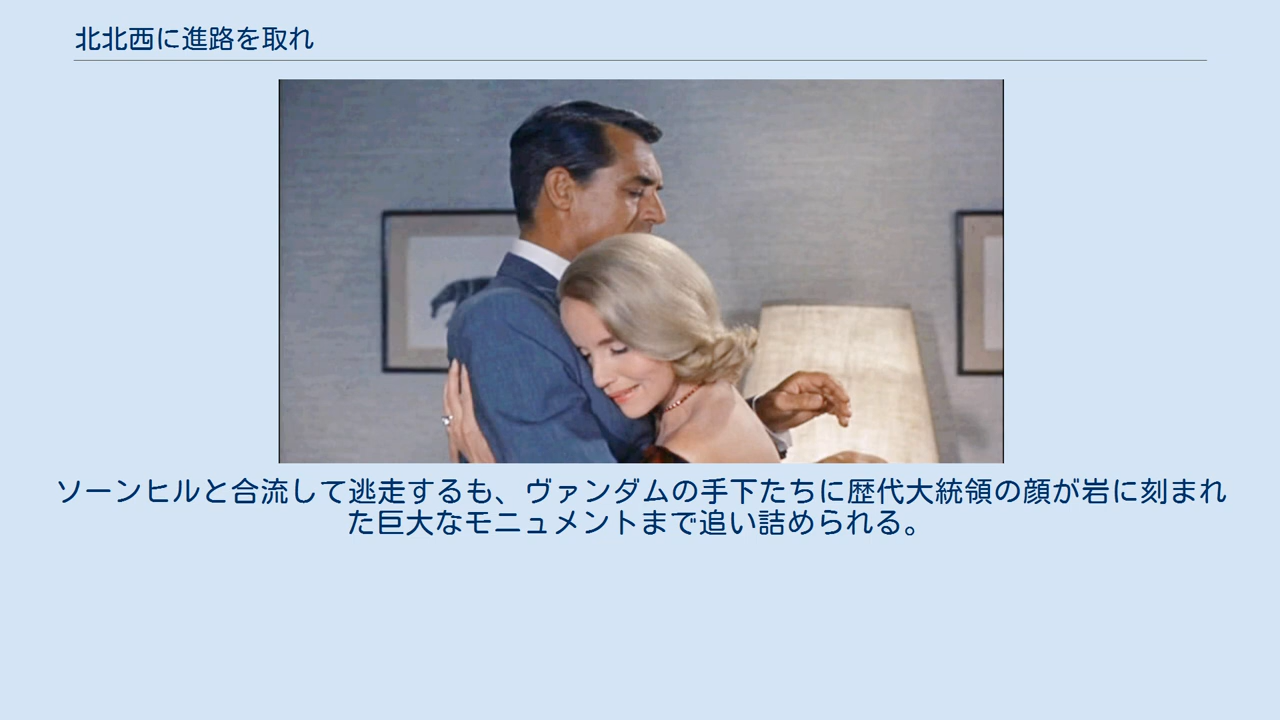 北北西に進路を取れ
ソーンヒルと合流して逃走するも、ヴァンダムの手下たちに歴代大統領の顔が岩に刻まれ
た巨大なモニュメントまで追い詰められる。